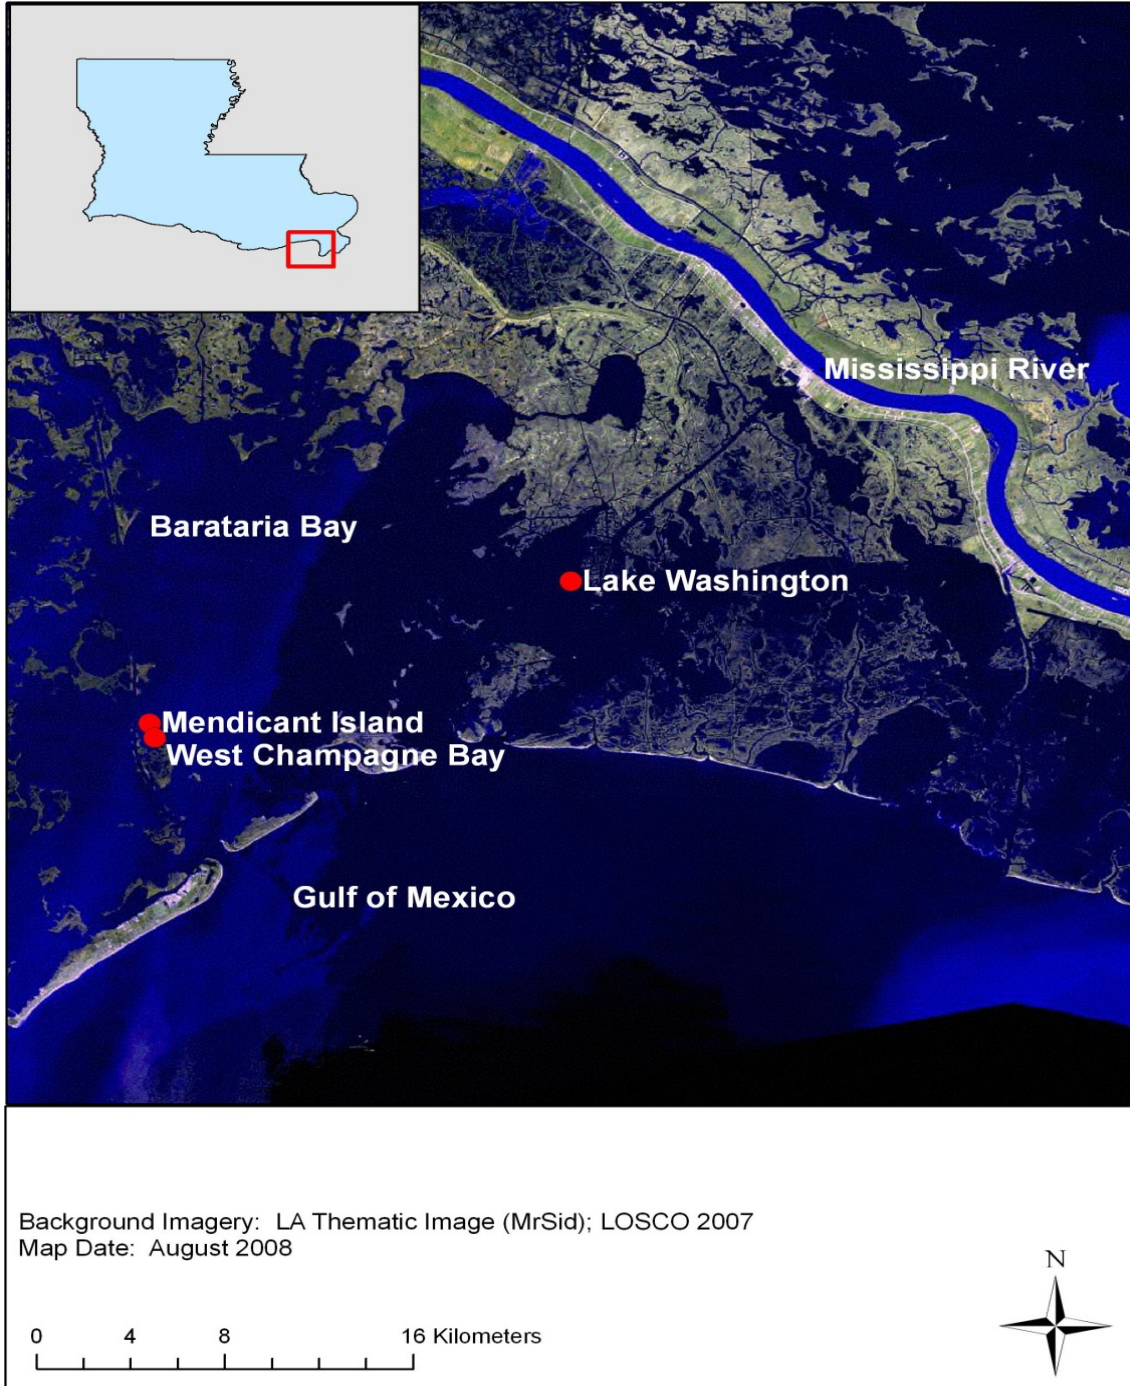 Mississippi River
Barataria Bay
Lake Washington
Mendicant Island
West Champagne Bay
Gulf of Mexico
Background Imagery:  LA Thematic Image (MrSid); LOSCO 2007
Map Date:  August 2008
N
0 4 8 16 Kilometers